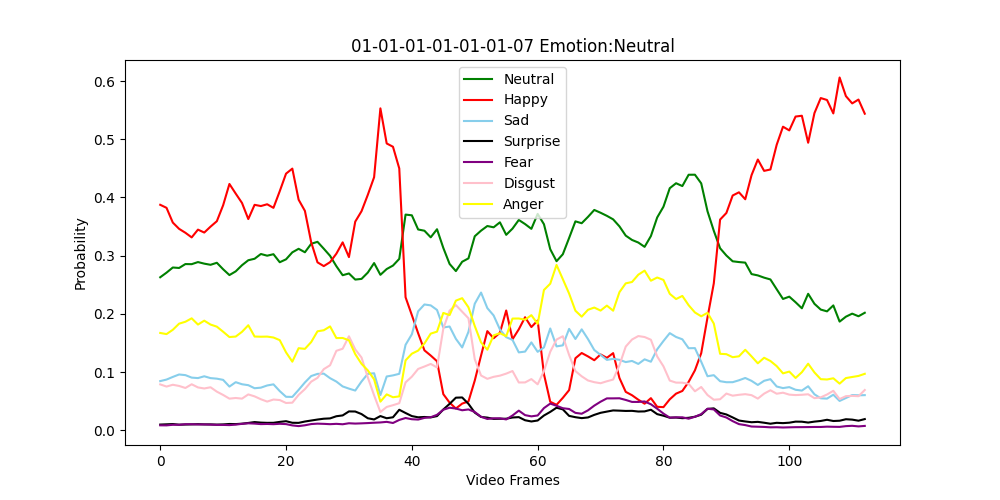 01-01-01-01-01-01-07 Emotion:Neutral
Neutral
Happy
Sad
Surprise
Fear
Disgust
Anger
Probability
0.6
0.5
0.4
0.3
0.2
0.1
0.0
0 20 40 60 80 100
Video Frames